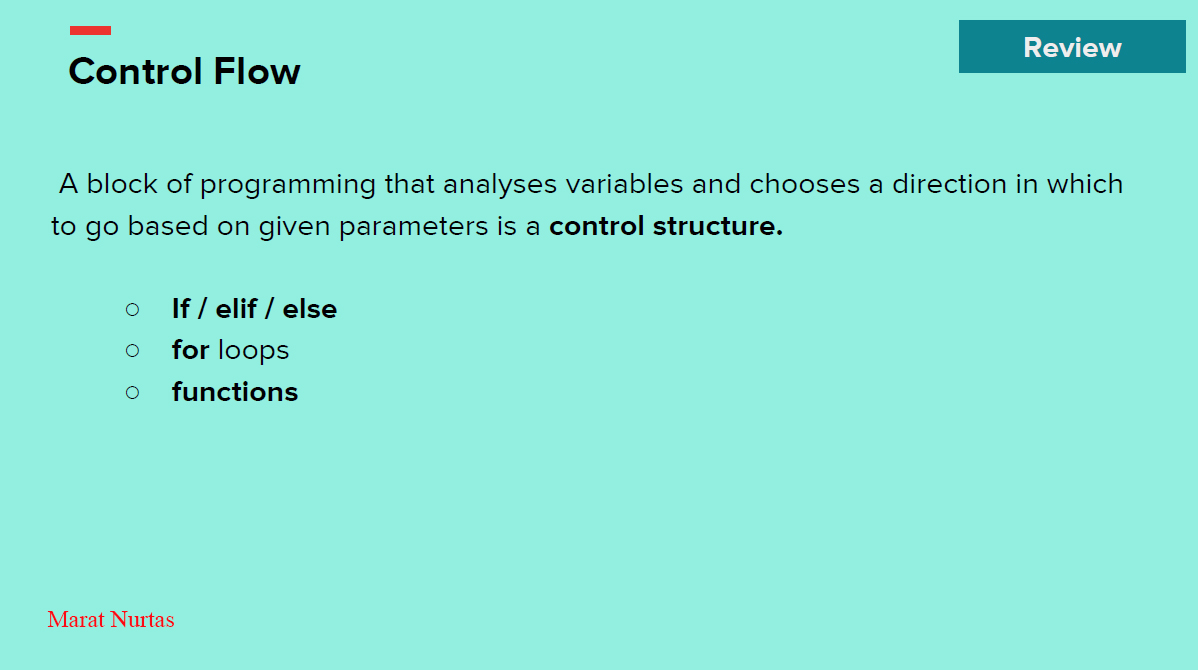 Control Flow
Review
A block of programming that analyses variables and chooses a direction in which
to go based on given parameters is a control structure.
○ If / elif / else
○ for loops
○ functions
Marat Nurtas